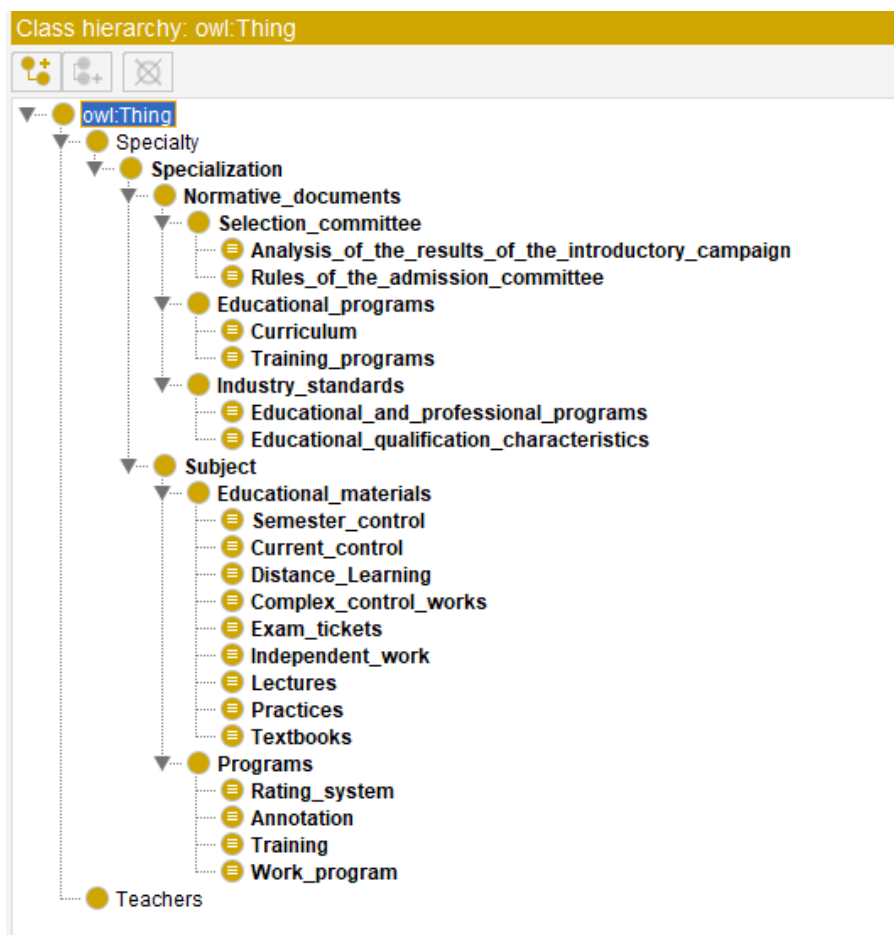 Class hierarchy: owl:Thing
owl:Thing
Specialty
Specialization
Normative_documents
Selection_committee
Analysis_of_the_results_of_the_introductory_campaign
Rules_of_the_admission_committee
Educational_programs
Curriculum
Training_programs
Industry_standards
Educational_and_professional_programs
Educational_qualification_characteristics
Subject
Educational_materials
Semester_control
Current_control
Distance_Learning
Complex_control_works
Exam_tickets
Independent_work
Lectures
Practices
Textbooks
Programs
Rating_system
Annotation
Training
Work_program
Teachers